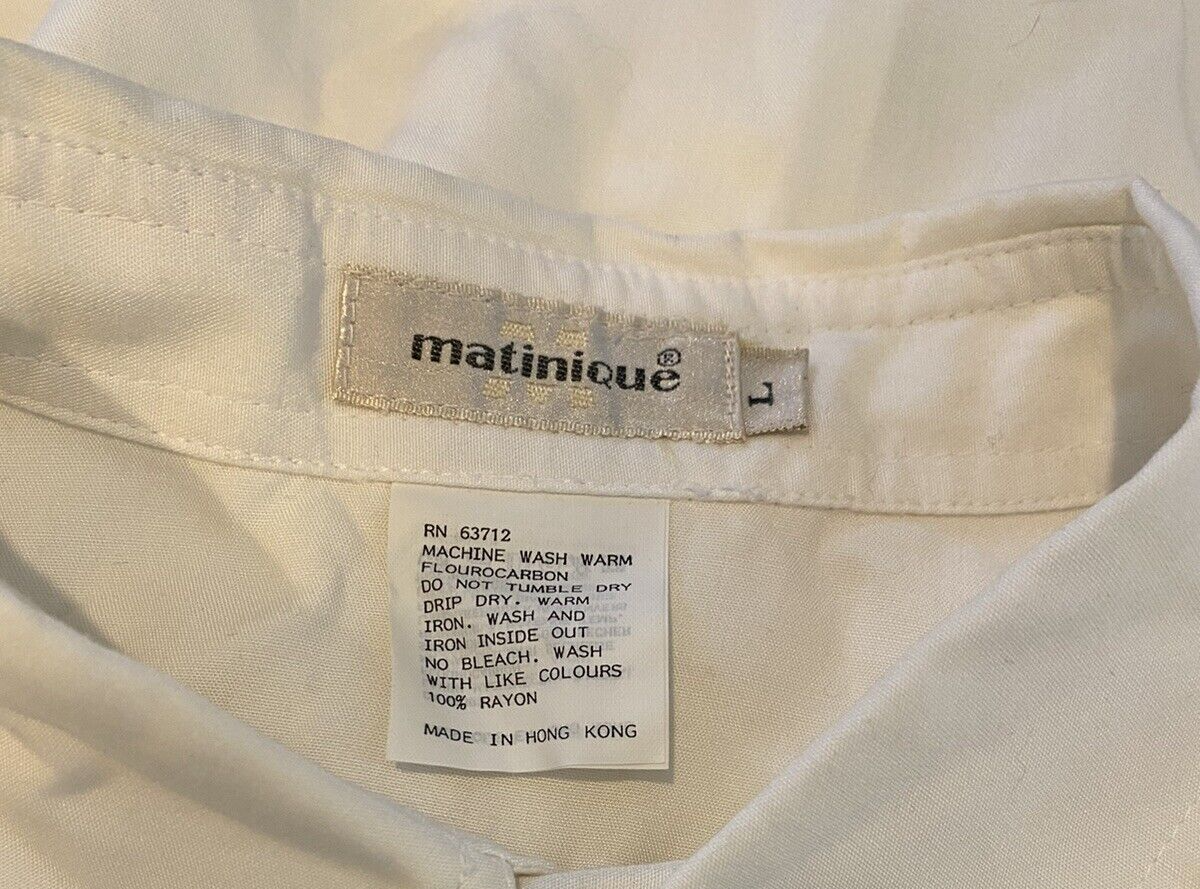 matinique®
L
RN 63712
MACHINE WASH WARM
FLOUROCARBON
DO NOT TUMBLE DRY
DRIP DRY. WARM
IRON. WASH AND
IRON INSIDE OUT
NO BLEACH. WASH
WITH LIKE COLOURS
100% RAYON
MADE IN HONG KONG